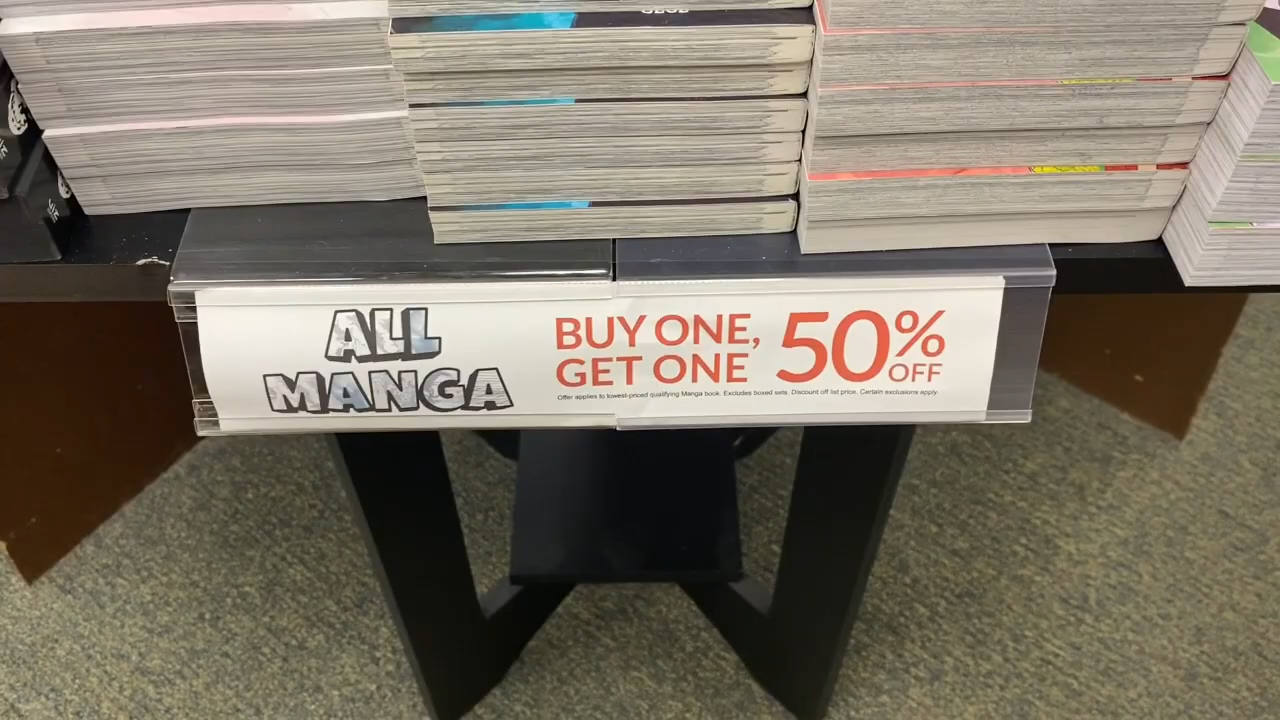 ALL
MANGA
BUY ONE,
GET ONE
50%
OFF
Offer applies to lowest-priced qualifying Manga book. Excludes boxed sets. Discount off list price. Certain exclusions apply.